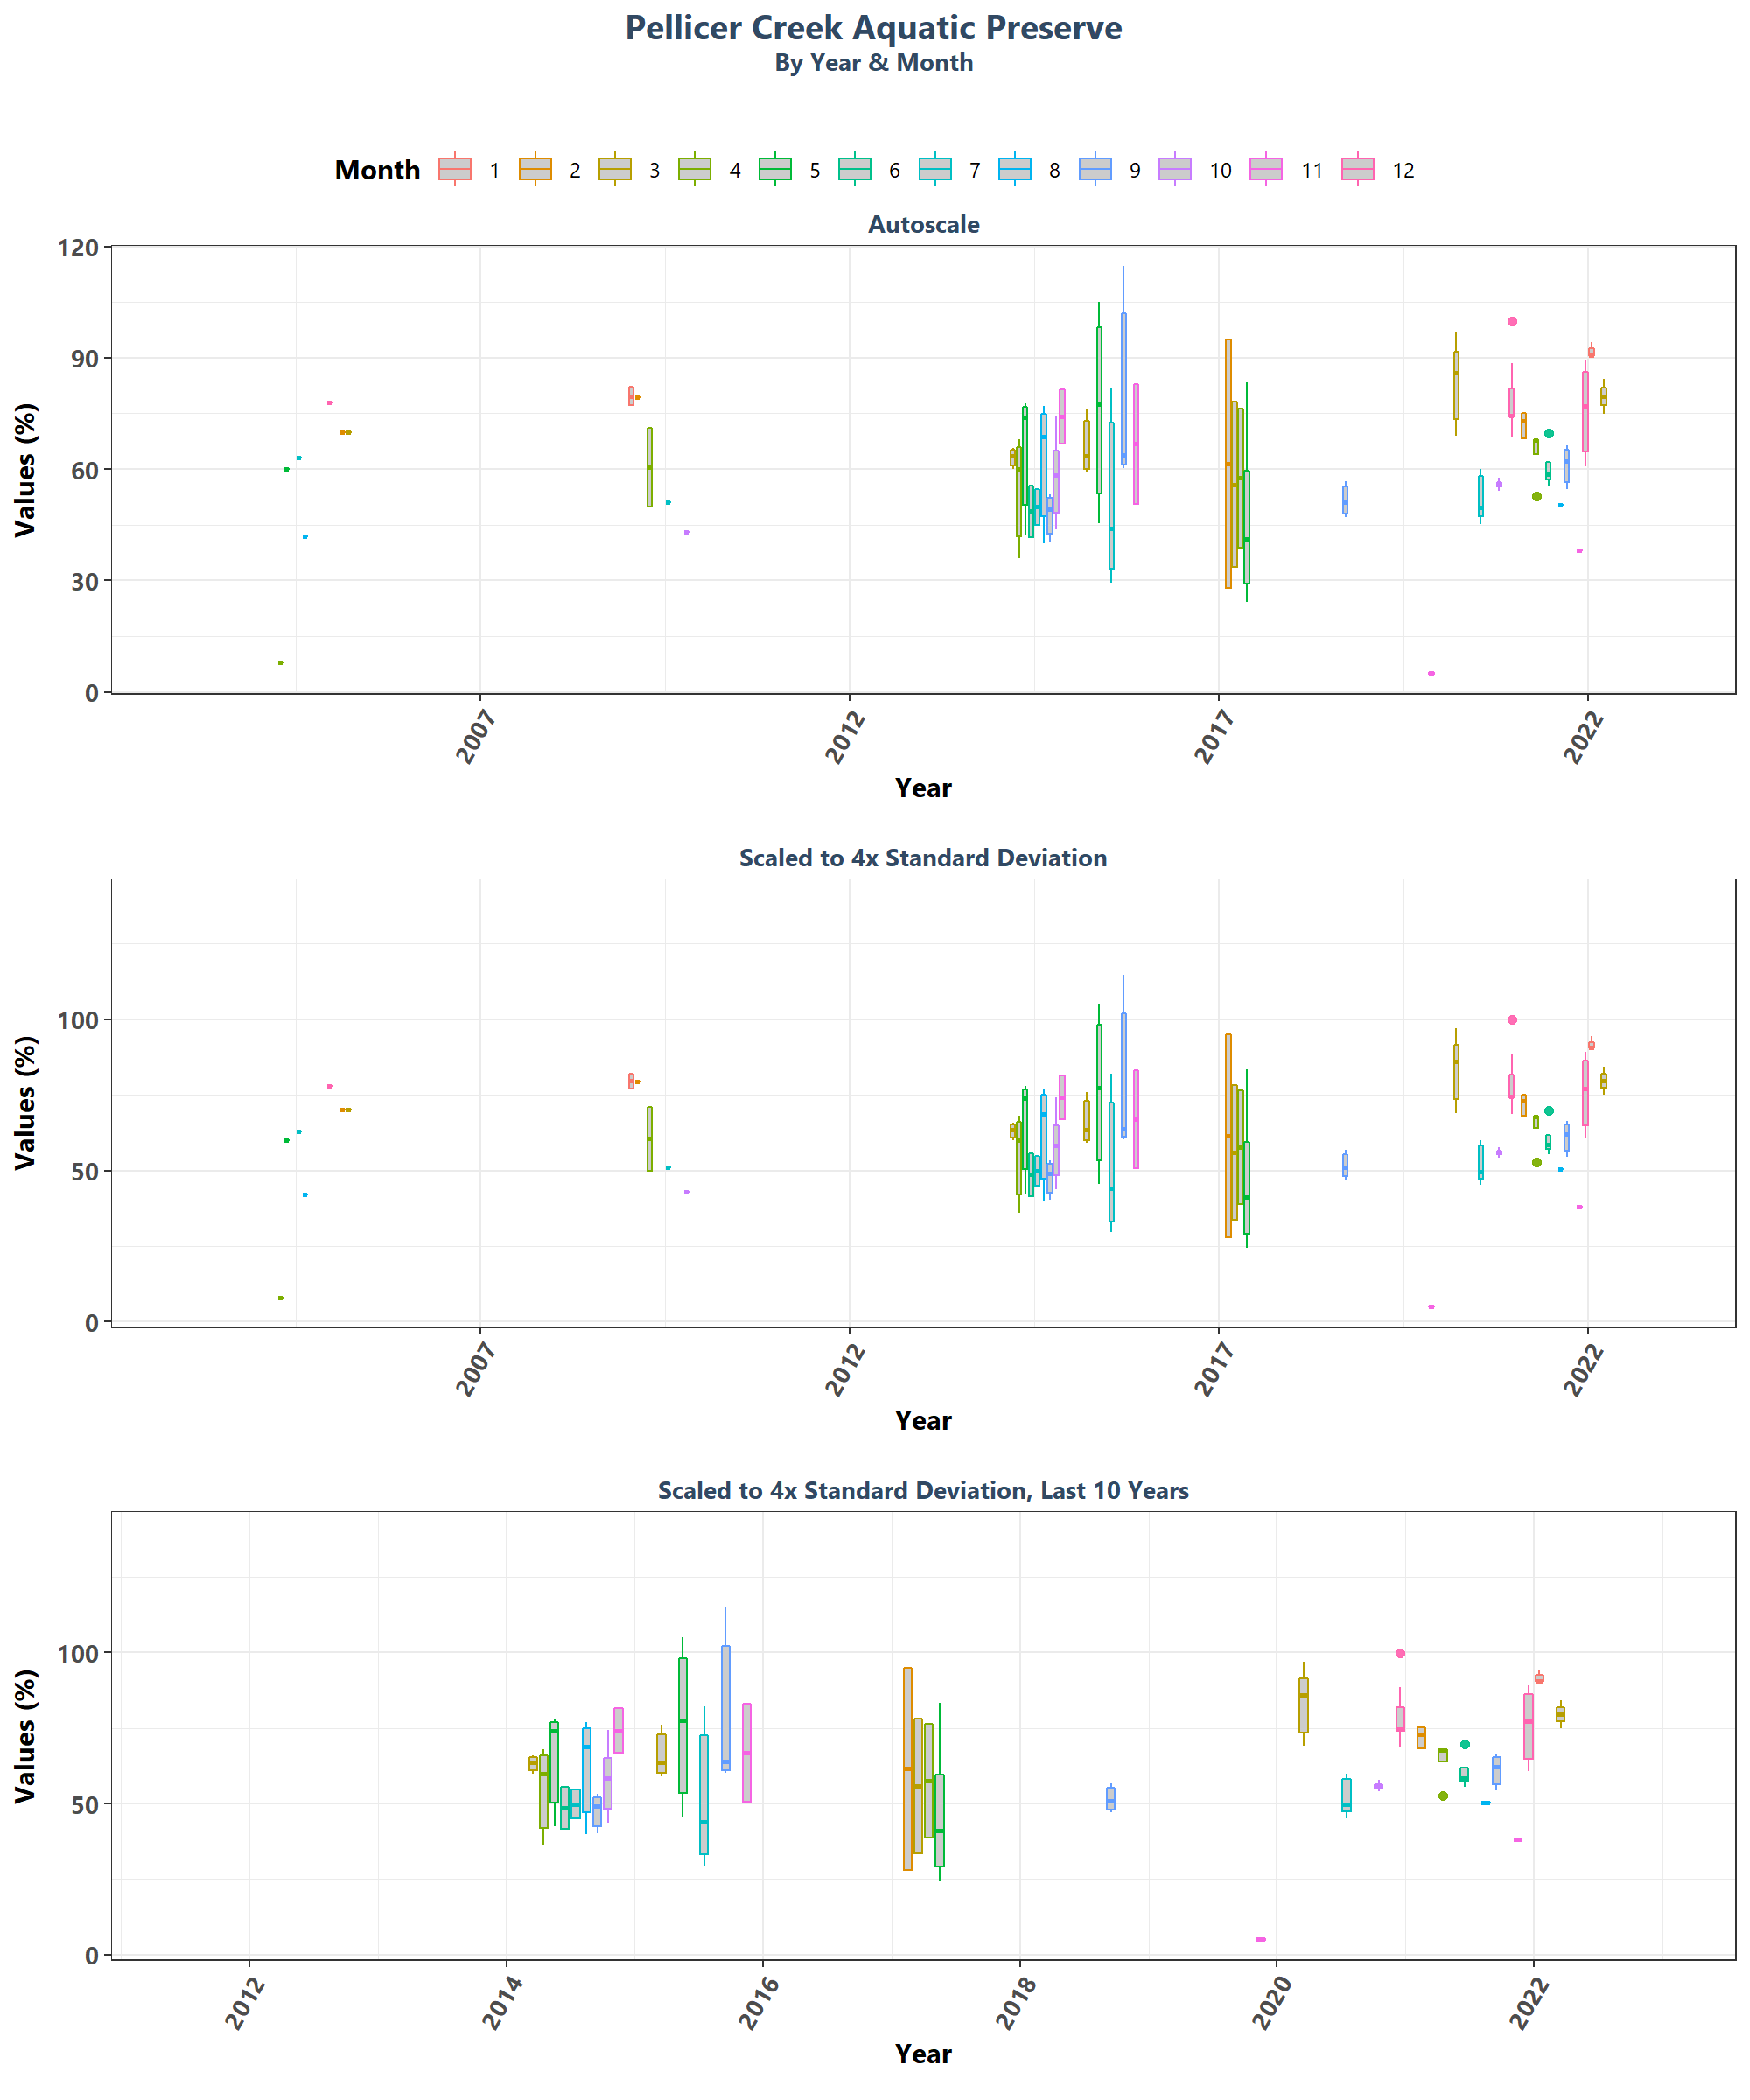 Pellicer Creek Aquatic Preserve
By Year & Month
Month 1 2 3 4 5 6 7 8 9 10 11 12
Autoscale
120
90
60
30
0
Values (%)
2007 2012 2017 2022
Year
Scaled to 4x Standard Deviation
100
50
0
Values (%)
2007 2012 2017 2022
Year
Scaled to 4x Standard Deviation, Last 10 Years
100
50
0
Values (%)
2012 2014 2016 2018 2020 2022
Year